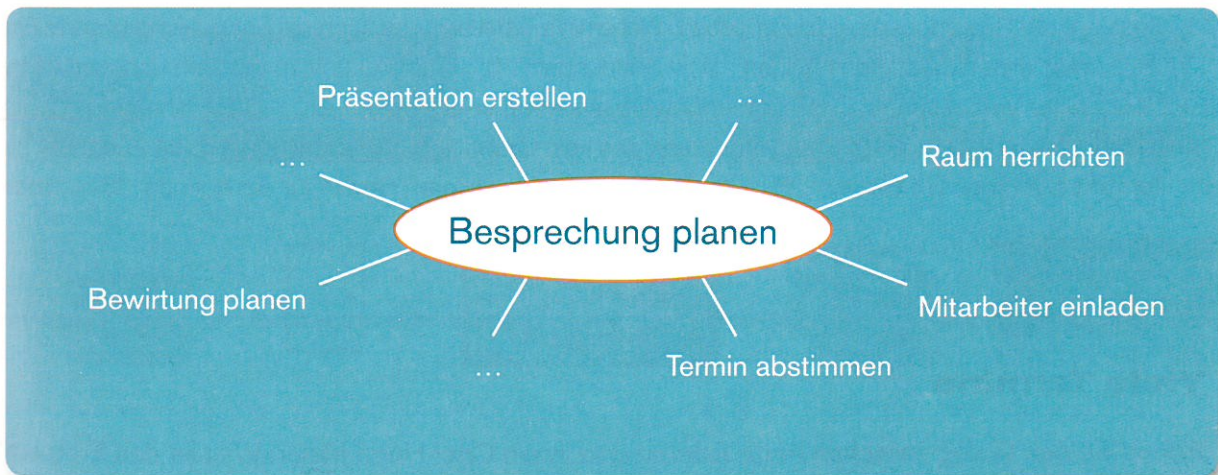 Präsentation erstellen
...
...
Raum herrichten
Besprechung planen
Bewirtung planen
Mitarbeiter einladen
...
Termin abstimmen